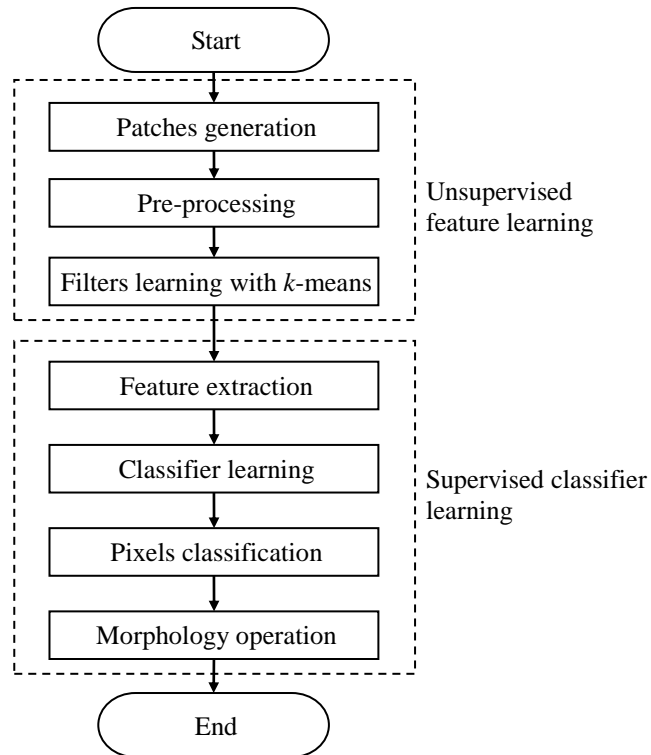 Start
Patches generation
Pre-processing
Filters learning with k-means
Unsupervised
feature learning
Feature extraction
Classifier learning
Pixels classification
Morphology operation
Supervised classifier
learning
End